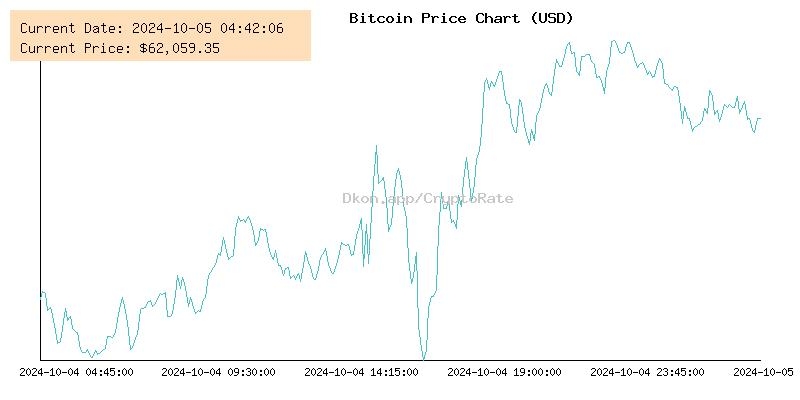 Bitcoin Price Chart (USD)
Current Date: 2024-10-05 04:42:06
Current Price: $62,059.35
Dkon.app/CryptoRate
2024-10-04 04:45:00 2024-10-04 09:30:00 2024-10-04 14:15:00 2024-10-04 19:00:00 2024-10-04 23:45:00 2024-10-05